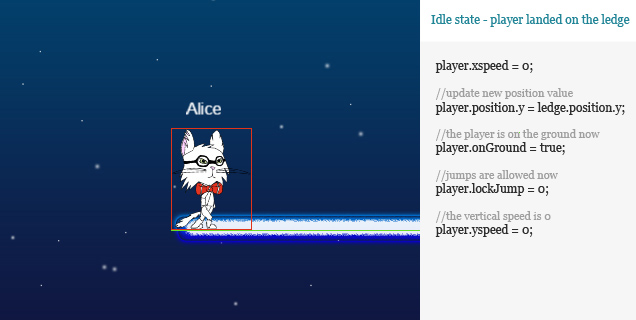 Alice
Idle state - player landed on the ledge
player.xspeed = 0;
//update new position value
player.position.y = ledge.position.y;
//the player is on the ground now
player.onGround = true;
//jumps are allowed now
player.lockJump = 0;
//the vertical speed is 0
player.yspeed = 0;